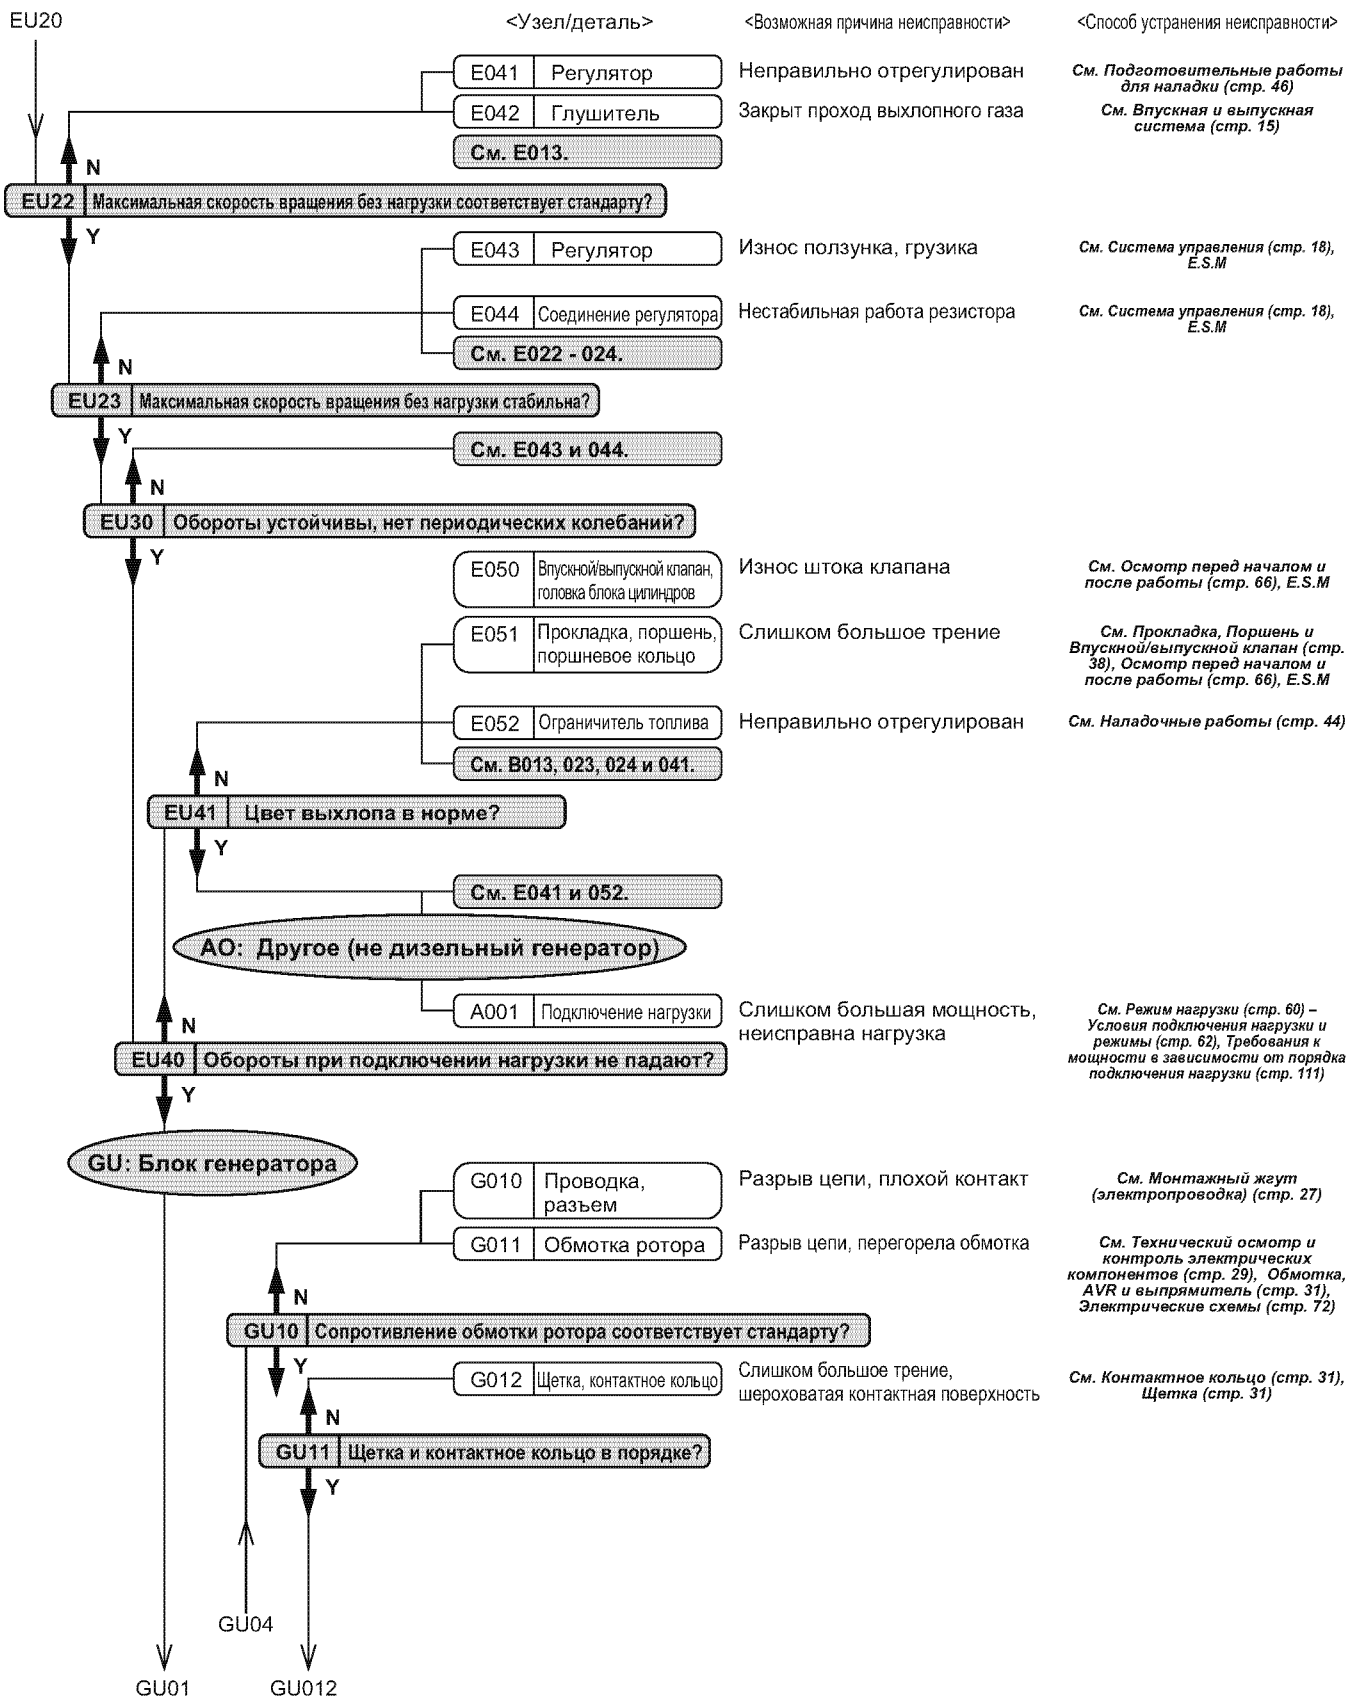 EU20
<Узел/деталь>
<Возможная причина неисправности>
<Способ устранения неисправности>
E041 Регулятор
Неправильно отрегулирован
См. Подготовительные работы
для наладки (стр. 46)
E042 Глушитель
Закрыт проход выхлопного газа
См. Впускная и выпускная
система (стр. 15)
См. E013.
N
EU22 Максимальная скорость вращения без нагрузки соответствует стандарту?
Y
E043 Регулятор
Износ ползунка, грузика
См. Система управления (стр. 18),
E.S.M
E044 Соединение регулятора
Нестабильная работа резистора
См. Система управления (стр. 18),
E.S.M
См. E022 - 024.
N
EU23 Максимальная скорость вращения без нагрузки стабильна?
Y
См. E043 и 044.
N
EU30 Обороты устойчивы, нет периодических колебаний?
Y
E050 Впускной/выпускной клапан,
головка блока цилиндров
Износ штока клапана
См. Осмотр перед началом и
после работы (стр. 66), E.S.M
E051 Прокладка, поршень,
поршневое кольцо
Слишком большое трение
См. Прокладка, Поршень и
Впускной/выпускной клапан (стр.
38), Осмотр перед началом и
после работы (стр. 66), E.S.M
E052 Ограничитель топлива
Неправильно отрегулирован
См. Наладочные работы (стр. 44)
См. B013, 023, 024 и 041.
N
EU41 Цвет выхлопа в норме?
Y
См. E041 и 052.
AO: Другое (не дизельный генератор)
A001 Подключение нагрузки
Слишком большая мощность,
неисправна нагрузка
См. Режим нагрузки (стр. 60) –
Условия подключения нагрузки и
режимы (стр. 62), Требования к
мощности в зависимости от порядка
подключения нагрузки (стр. 111)
N
EU40 Обороты при подключении нагрузки не падают?
Y
GU: Блок генератора
G010 Проводка,
разъем
Разрыв цепи, плохой контакт
См. Монтажный жгут
(электропроводка) (стр. 27)
G011 Обмотка ротора
Разрыв цепи, перегорела обмотка
См. Технический осмотр и
контроль электрических
компонентов (стр. 29), Обмотка,
AVR и выпрямитель (стр. 31),
Электрические схемы (стр. 72)
N
GU10 Сопротивление обмотки ротора соответствует стандарту?
Y
G012 Щетка, контактное кольцо
Слишком большое трение,
шероховатая контактная поверхность
См. Контактное кольцо (стр. 31),
Щетка (стр. 31)
N
GU11 Щетка и контактное кольцо в порядке?
Y
GU04
GU01
GU012